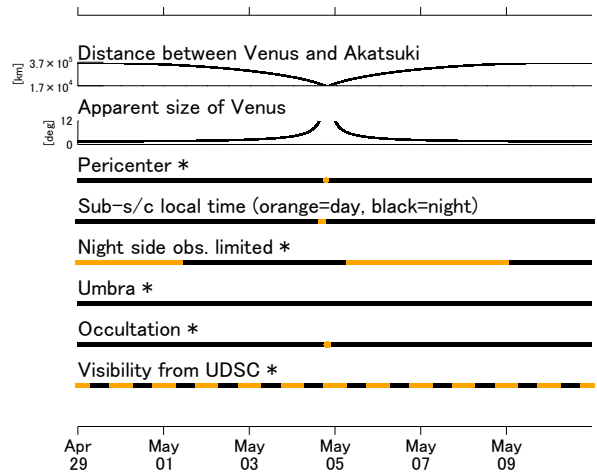 Distance between Venus and Akatsuki
[km]
3.7 × 10⁵
1.7 × 10⁴
Apparent size of Venus
[deg]
12
0
Pericenter *
Sub-s/c local time (orange=day, black=night)
Night side obs. limited *
Umbra *
Occultation *
Visibility from UDSC *
Apr May May May May May
29 01 03 05 07 09